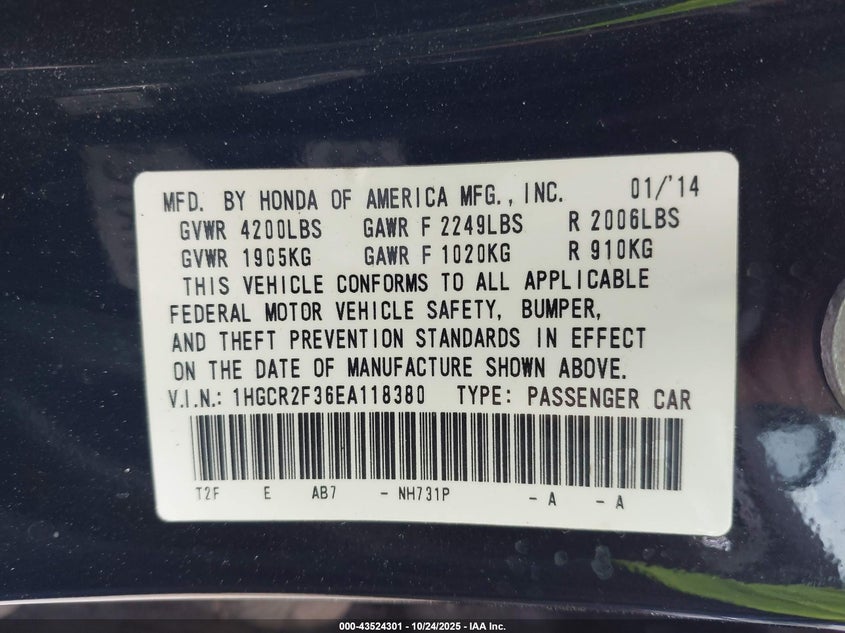 MFD. BY HONDA OF AMERICA MFG., INC. 01/'14
GVWR 4200LBS GAWR F 2249LBS R 2006LBS
GVWR 1905KG GAWR F 1020KG R 910KG
THIS VEHICLE CONFORMS TO ALL APPLICABLE
FEDERAL MOTOR VEHICLE SAFETY, BUMPER,
AND THEFT PREVENTION STANDARDS IN EFFECT
ON THE DATE OF MANUFACTURE SHOWN ABOVE.
V.I.N.: 1HGCR2F36EA118380 TYPE: PASSENGER CAR
T2F E AB7 - NH731P - A - A
000-43524301 - 10/24/2025 - IAA Inc.